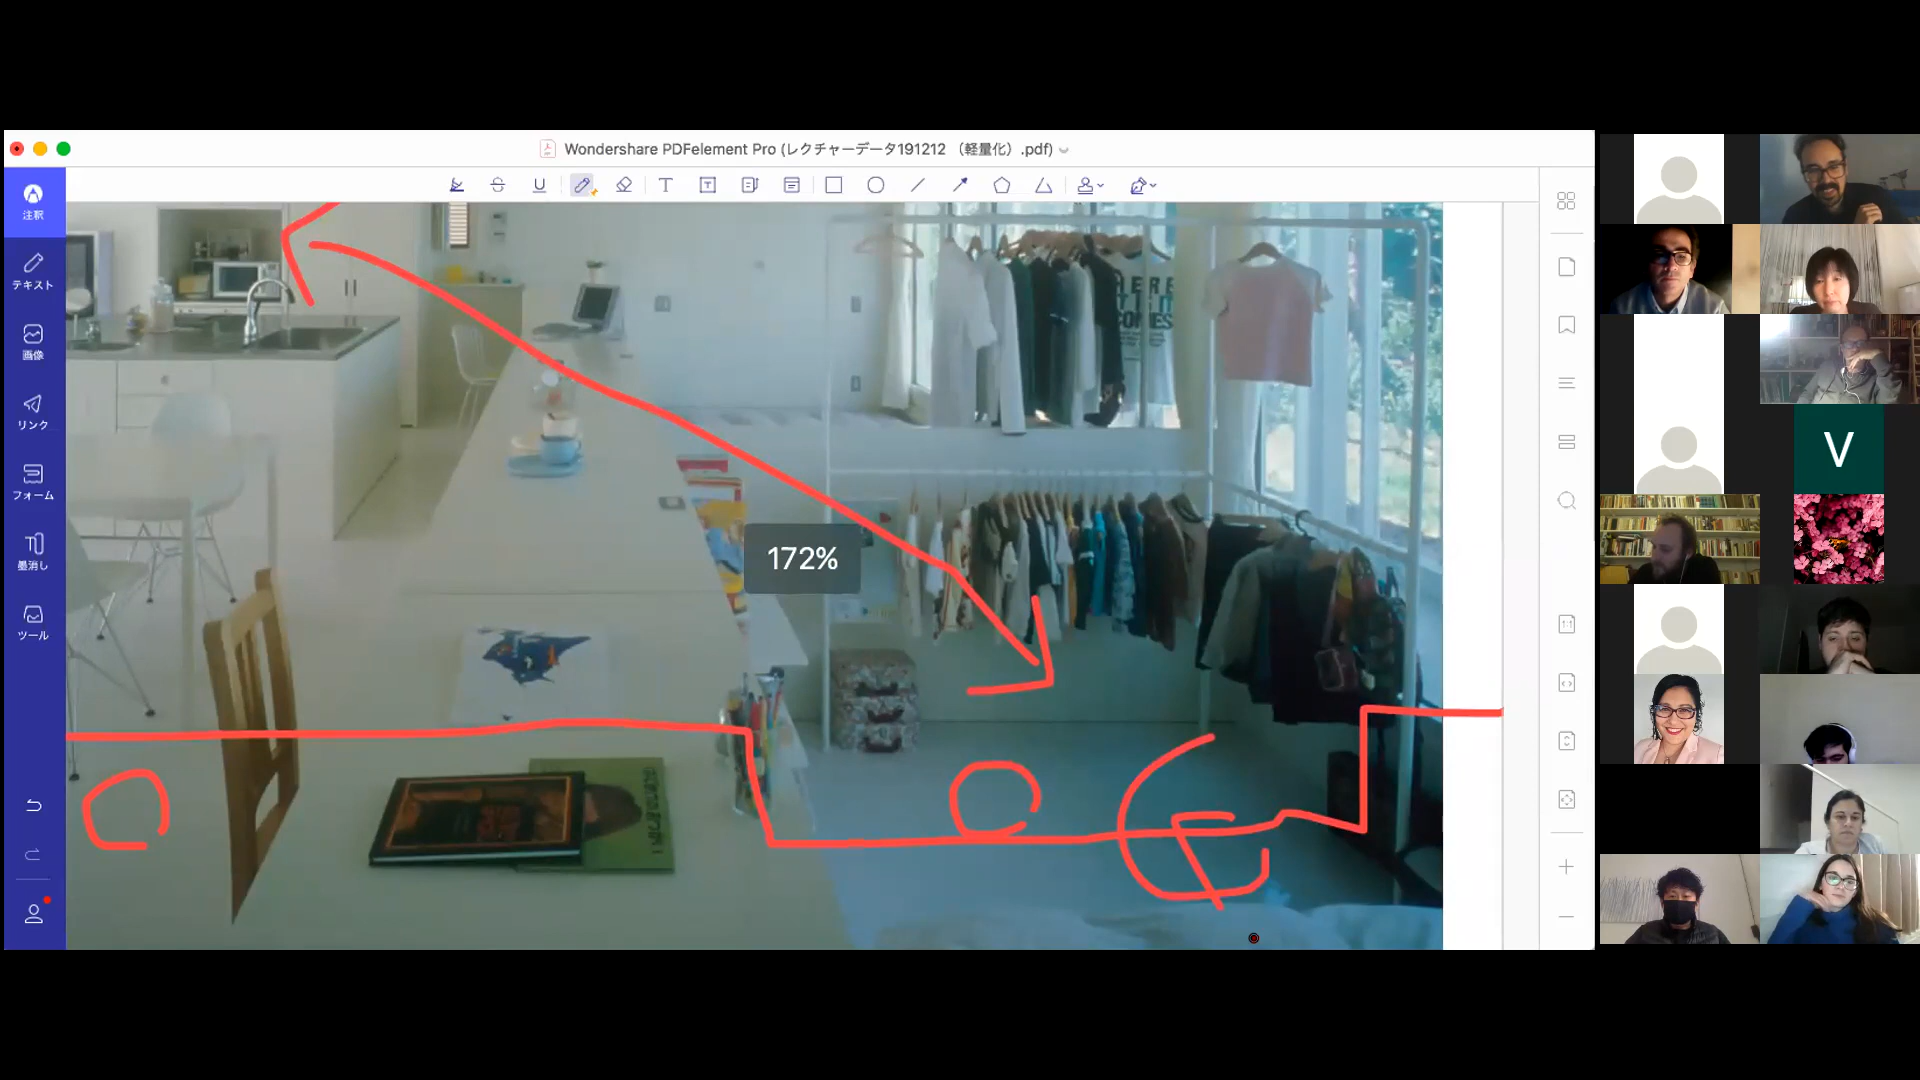 Wondershare PDFelement Pro (レクチャーデータ191212 （軽量化）.pdf)
注釈
テキスト
画像
リンク
フォーム
墨消し
ツール
172%
V